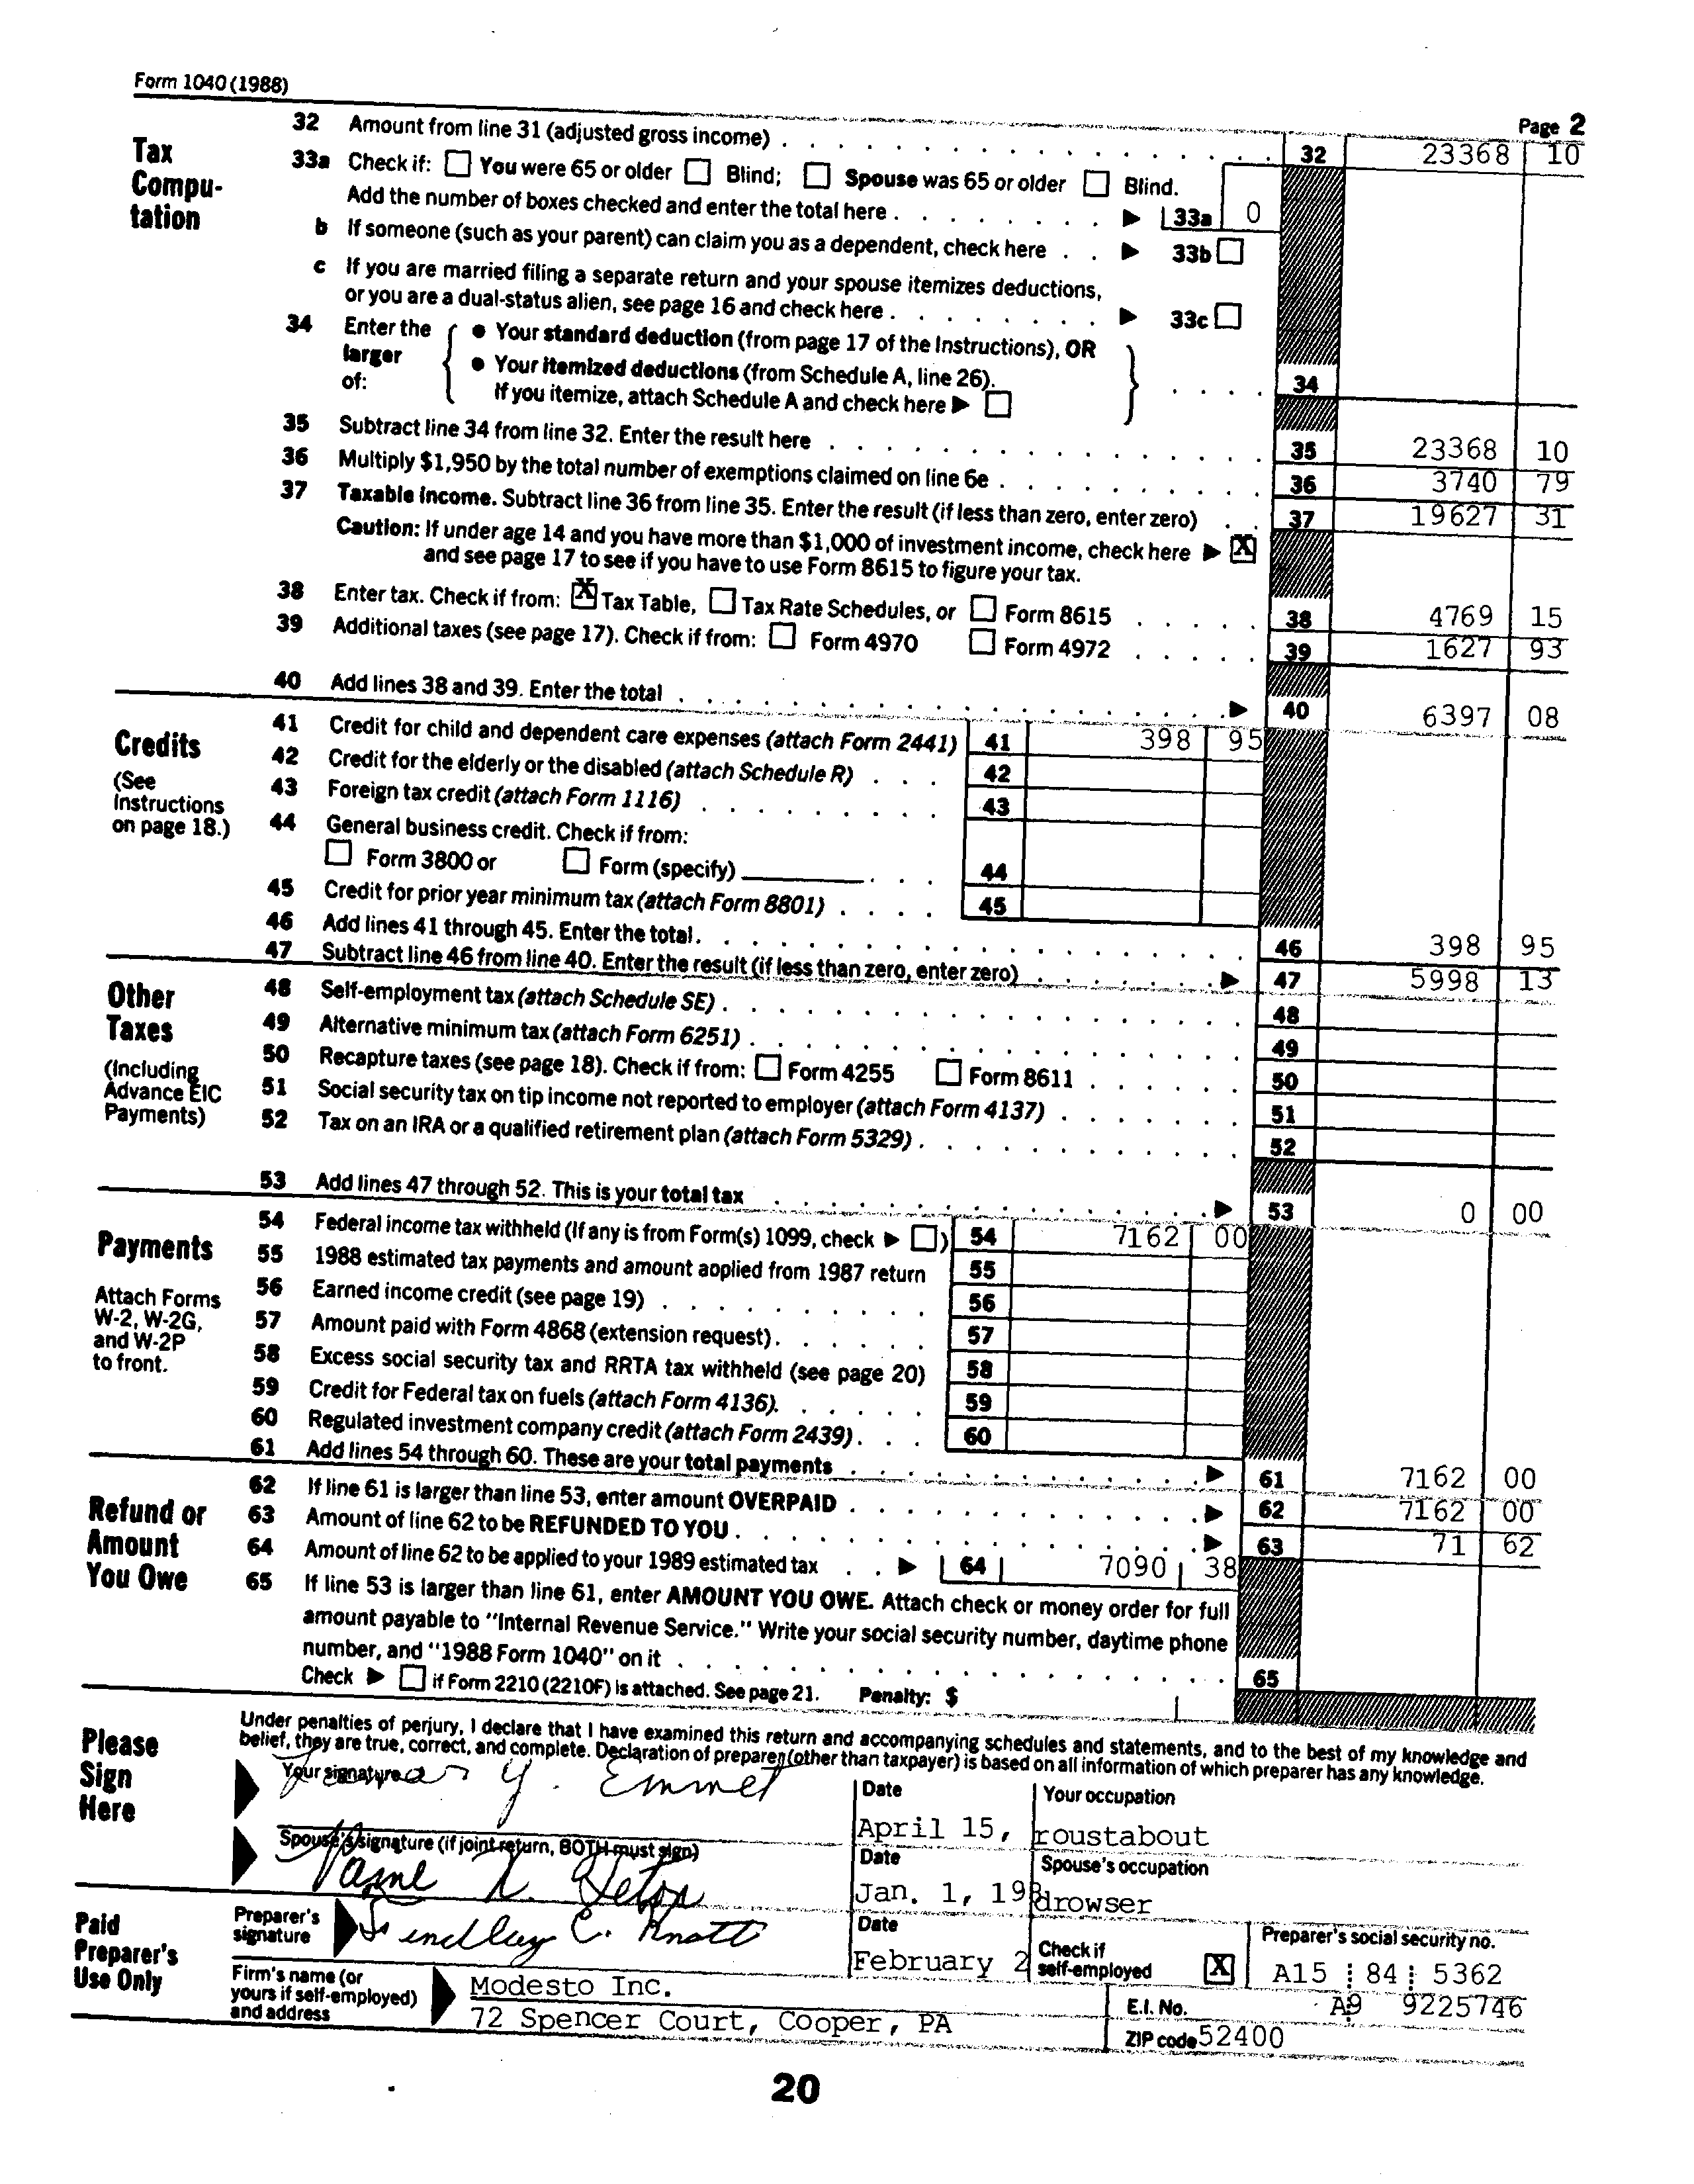 Form 1040 (1988)
Page 2
Tax Compu-tation
32 Amount from line 31 (adjusted gross income) 32 23368 10
33a Check if: You were 65 or older Blind; Spouse was 65 or older Blind.
Add the number of boxes checked and enter the total here 33a 0
b If someone (such as your parent) can claim you as a dependent, check here 33b
c If you are married filing a separate return and your spouse itemizes deductions,
or you are a dual-status alien, see page 16 and check here 33c
34 Enter the larger of:
● Your standard deduction (from page 17 of the Instructions), OR
● Your itemized deductions (from Schedule A, line 26).
If you itemize, attach Schedule A and check here 34
35 Subtract line 34 from line 32. Enter the result here 35 23368 10
36 Multiply $1,950 by the total number of exemptions claimed on line 6e 36 3740 79
37 Taxable income. Subtract line 36 from line 35. Enter the result (if less than zero, enter zero) 37 19627 31
Caution: If under age 14 and you have more than $1,000 of investment income, check here X
and see page 17 to see if you have to use Form 8615 to figure your tax.
38 Enter tax. Check if from: X Tax Table, Tax Rate Schedules, or Form 8615 38 4769 15
39 Additional taxes (see page 17). Check if from: Form 4970 Form 4972 39 1627 93
40 Add lines 38 and 39. Enter the total 40 6397 08
Credits
(See Instructions on page 18.)
41 Credit for child and dependent care expenses (attach Form 2441) 41 398 95
42 Credit for the elderly or the disabled (attach Schedule R) 42
43 Foreign tax credit (attach Form 1116) 43
44 General business credit. Check if from:
Form 3800 or Form (specify) 44
45 Credit for prior year minimum tax (attach Form 8801) 45
46 Add lines 41 through 45. Enter the total. 46 398 95
47 Subtract line 46 from line 40. Enter the result (if less than zero, enter zero) 47 5998 13
Other Taxes
(Including Advance EIC Payments)
48 Self-employment tax (attach Schedule SE) 48
49 Alternative minimum tax (attach Form 6251) 49
50 Recapture taxes (see page 18). Check if from: Form 4255 Form 8611 50
51 Social security tax on tip income not reported to employer (attach Form 4137) 51
52 Tax on an IRA or a qualified retirement plan (attach Form 5329) 52
53 Add lines 47 through 52. This is your total tax 53 0 00
Payments
Attach Forms W-2, W-2G, and W-2P to front.
54 Federal income tax withheld (If any is from Form(s) 1099, check ) 54 7162 00
55 1988 estimated tax payments and amount applied from 1987 return 55
56 Earned income credit (see page 19) 56
57 Amount paid with Form 4868 (extension request) 57
58 Excess social security tax and RRTA tax withheld (see page 20) 58
59 Credit for Federal tax on fuels (attach Form 4136). 59
60 Regulated investment company credit (attach Form 2439) 60
61 Add lines 54 through 60. These are your total payments 61 7162 00
Refund or Amount You Owe
62 If line 61 is larger than line 53, enter amount OVERPAID 62 7162 00
63 Amount of line 62 to be REFUNDED TO YOU 63 71 62
64 Amount of line 62 to be applied to your 1989 estimated tax 64 7090 38
65 If line 53 is larger than line 61, enter AMOUNT YOU OWE. Attach check or money order for full
amount payable to "Internal Revenue Service." Write your social security number, daytime phone
number, and "1988 Form 1040" on it 65
Check if Form 2210 (2210F) is attached. See page 21. Penalty: $
Please Sign Here
Under penalties of perjury, I declare that I have examined this return and accompanying schedules and statements, and to the best of my knowledge and
belief, they are true, correct, and complete. Declaration of preparer (other than taxpayer) is based on all information of which preparer has any knowledge.
Your signature Y. Emmet
Date April 15,
Your occupation roustabout
Spouse's signature (if joint return, BOTH must sign)
Date Jan. 1, 198
Spouse's occupation drowser
Paid Preparer's Use Only
Preparer's signature Lindley C. Knott
Date February 2
Check if self-employed X
Preparer's social security no. A15 84 5362
Firm's name (or yours if self-employed) and address
Modesto Inc.
72 Spencer Court, Cooper, PA
E.I. No. A9 9225746
ZIP code 52400
20